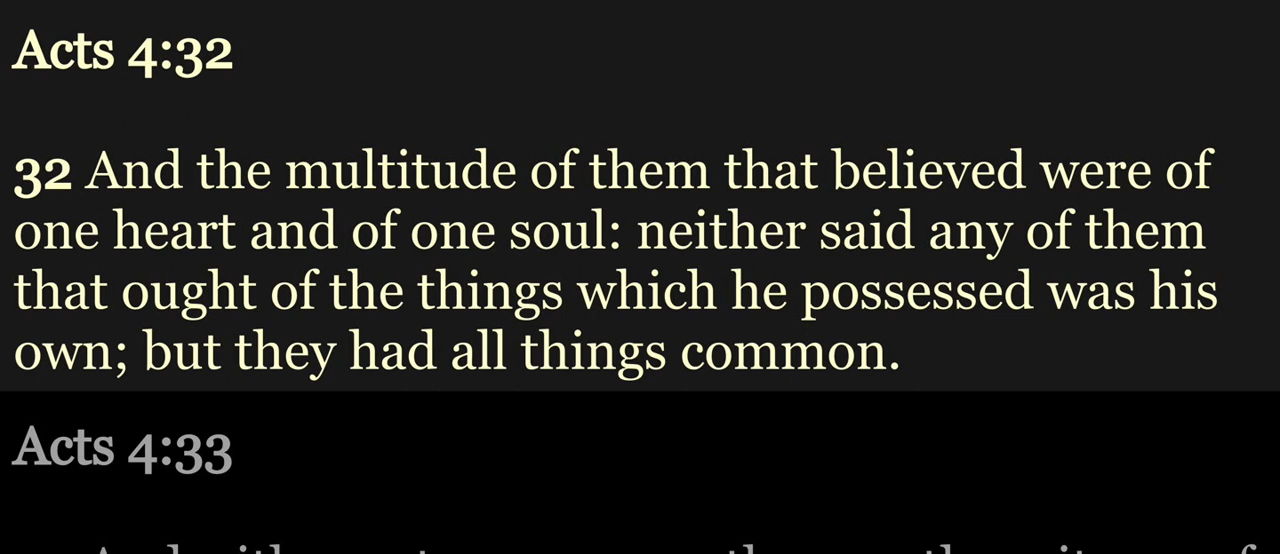 Acts 4:32
32 And the multitude of them that believed were of
one heart and of one soul: neither said any of them
that ought of the things which he possessed was his
own; but they had all things common.
Acts 4:33